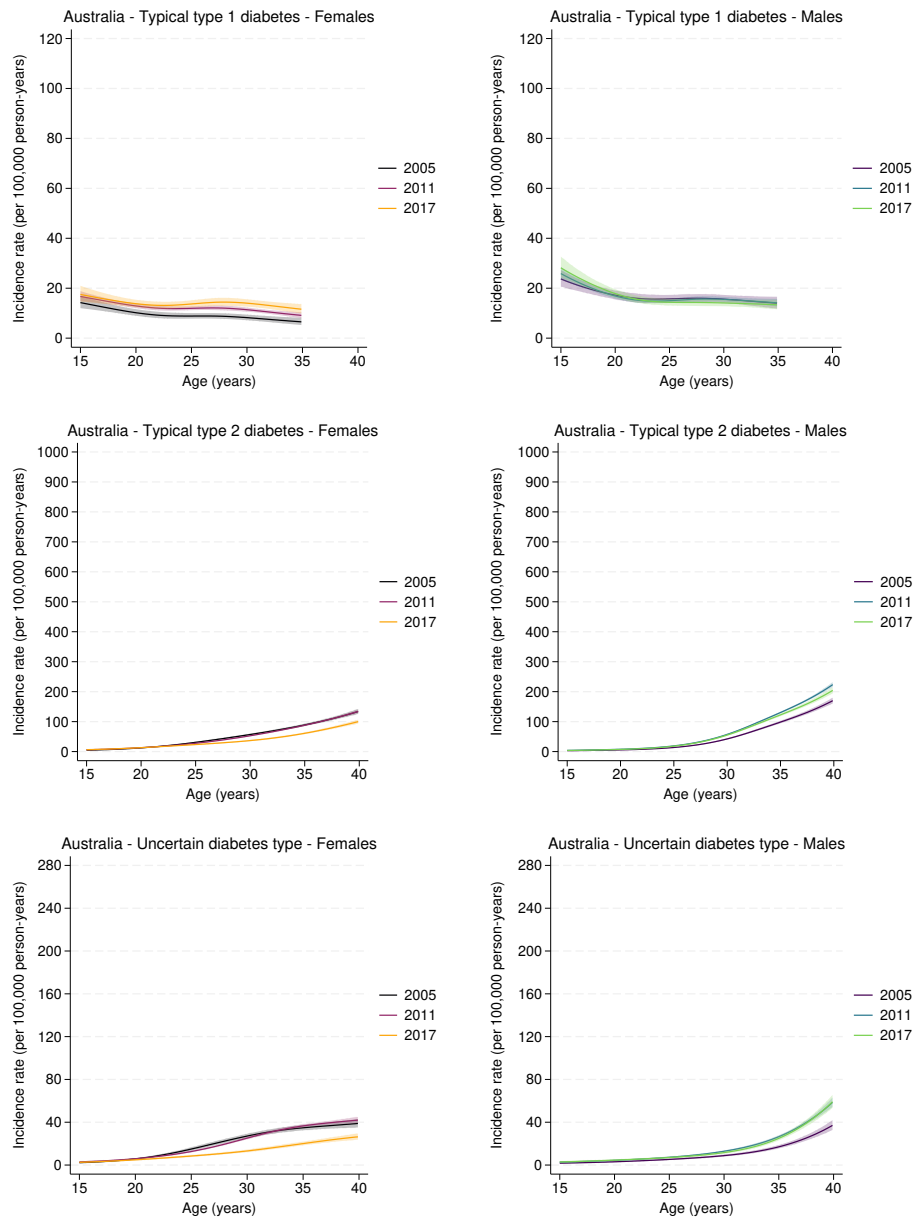 Australia - Typical type 1 diabetes - Females
Incidence rate (per 100,000 person-years)
120
100
80
60
40
20
0
15 20 25 30 35 40
Age (years)
2005
2011
2017
Australia - Typical type 1 diabetes - Males
Incidence rate (per 100,000 person-years)
120
100
80
60
40
20
0
15 20 25 30 35 40
Age (years)
2005
2011
2017
Australia - Typical type 2 diabetes - Females
Incidence rate (per 100,000 person-years)
1000
900
800
700
600
500
400
300
200
100
0
15 20 25 30 35 40
Age (years)
2005
2011
2017
Australia - Typical type 2 diabetes - Males
Incidence rate (per 100,000 person-years)
1000
900
800
700
600
500
400
300
200
100
0
15 20 25 30 35 40
Age (years)
2005
2011
2017
Australia - Uncertain diabetes type - Females
Incidence rate (per 100,000 person-years)
280
240
200
160
120
80
40
0
15 20 25 30 35 40
Age (years)
2005
2011
2017
Australia - Uncertain diabetes type - Males
Incidence rate (per 100,000 person-years)
280
240
200
160
120
80
40
0
15 20 25 30 35 40
Age (years)
2005
2011
2017